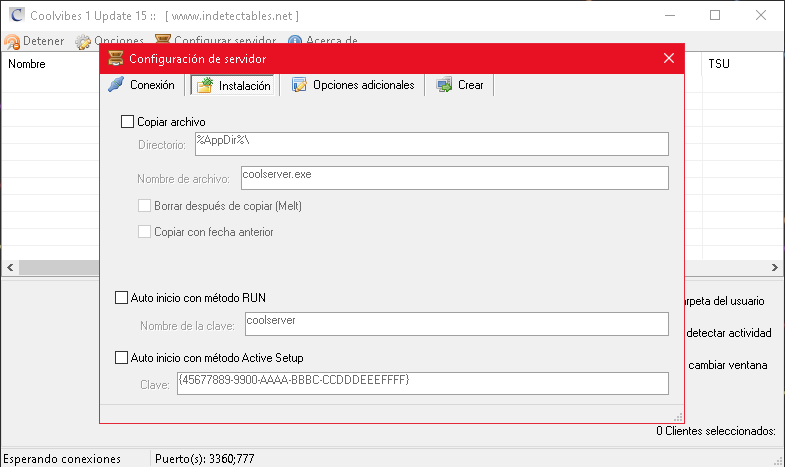 Coolvibes 1 Update 15 :: [ www.indetectables.net ]
Detener Opciones Configurar servidor Acerca de
Nombre TSU
Configuración de servidor
Conexión Instalación Opciones adicionales Crear
Copiar archivo
Directorio: %AppDir%\
Nombre de archivo: coolserver.exe
Borrar después de copiar (Melt)
Copiar con fecha anterior
Auto inicio con método RUN
rpeta del usuario
Nombre de la clave: coolserver
detectar actividad
Auto inicio con método Active Setup
cambiar ventana
Clave: {45677889-9900-AAAA-BBBC-CCDDDEEEFFFF}
0 Clientes seleccionados:
Esperando conexiones Puerto(s): 3360;777